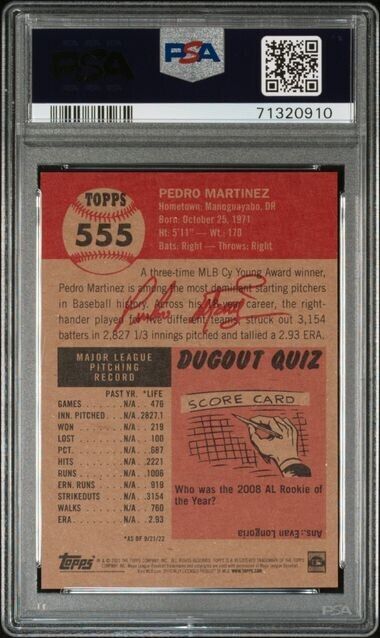 PSA
PSA
71320910
TOPPS
555
PEDRO MARTINEZ
Hometown: Manoguayabo, DR
Born: October 25, 1971
Ht: 5'11" — Wt: 170
Bats: Right — Throws: Right
A three-time MLB Cy Young Award winner,
Pedro Martinez is among the most dominant starting pitchers
in Baseball history. Across his 18-year career, the right-
hander played for five different teams, struck out 3,154
batters in 2,827 1/3 innings pitched and tallied a 2.93 ERA.
MAJOR LEAGUE
PITCHING
RECORD
PAST YR. *LIFE
GAMES N/A 476
INN. PITCHED N/A 2827.1
WON N/A 219
LOST N/A 100
PCT. N/A .687
HITS N/A 2221
RUNS N/A 1006
ERN. RUNS N/A 919
STRIKEOUTS N/A 3154
WALKS N/A 760
ERA N/A 2.93
*AS OF 9/21/22
DUGOUT QUIZ
SCORE CARD
Who was the 2008 AL Rookie of
the Year?
Ans.: Evan Longoria
Topps